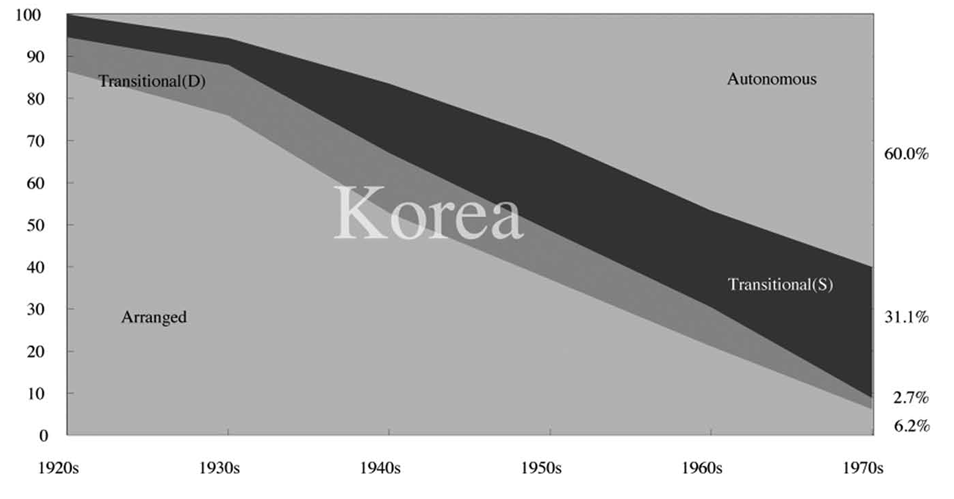 100
90
80
70
60
50
40
30
20
10
0
Transitional(D)
Autonomous
Korea
Transitional(S)
Arranged
60.0%
31.1%
2.7%
6.2%
1920s 1930s 1940s 1950s 1960s 1970s